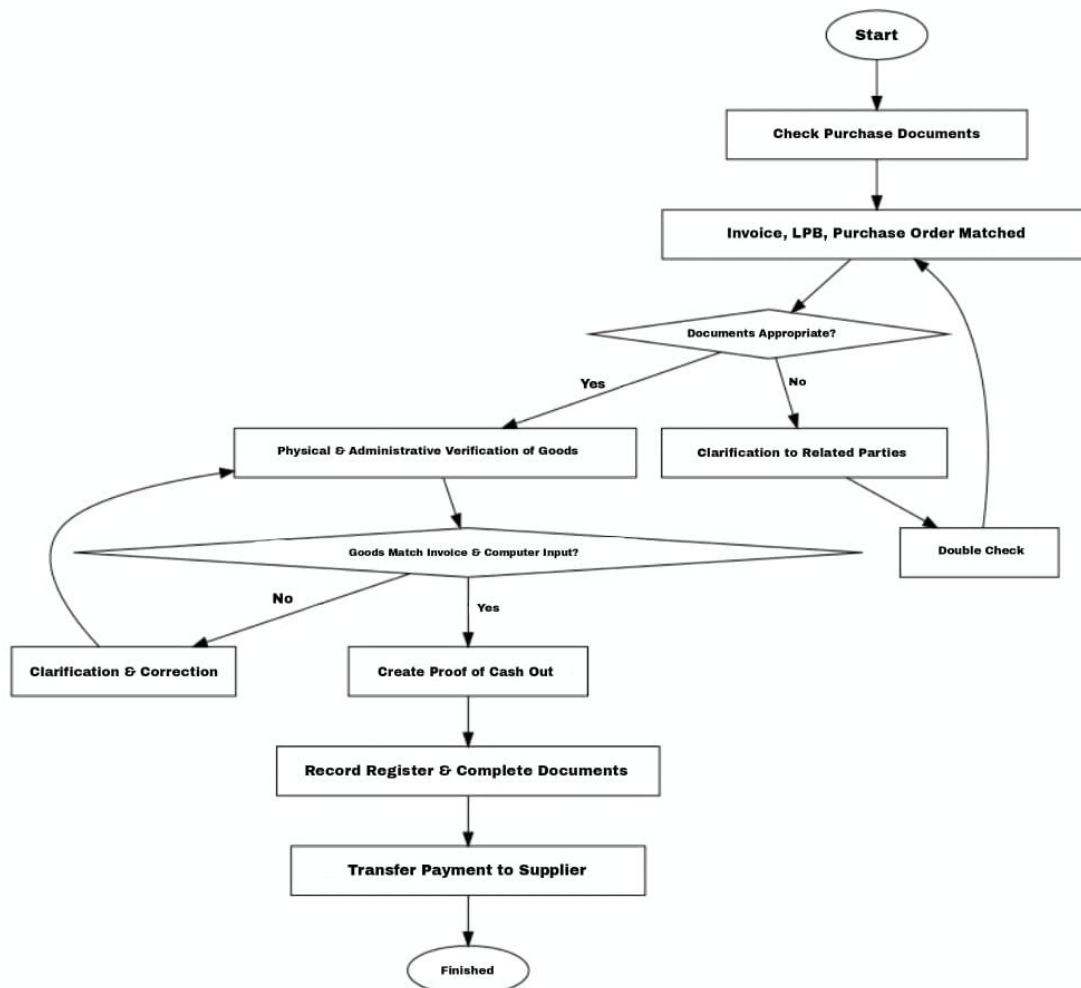 Start
Check Purchase Documents
Invoice, LPB, Purchase Order Matched
Documents Appropriate?
Yes
No
Physical & Administrative Verification of Goods
Clarification to Related Parties
Double Check
Goods Match Invoice & Computer Input?
No
Yes
Clarification & Correction
Create Proof of Cash Out
Record Register & Complete Documents
Transfer Payment to Supplier
Finished